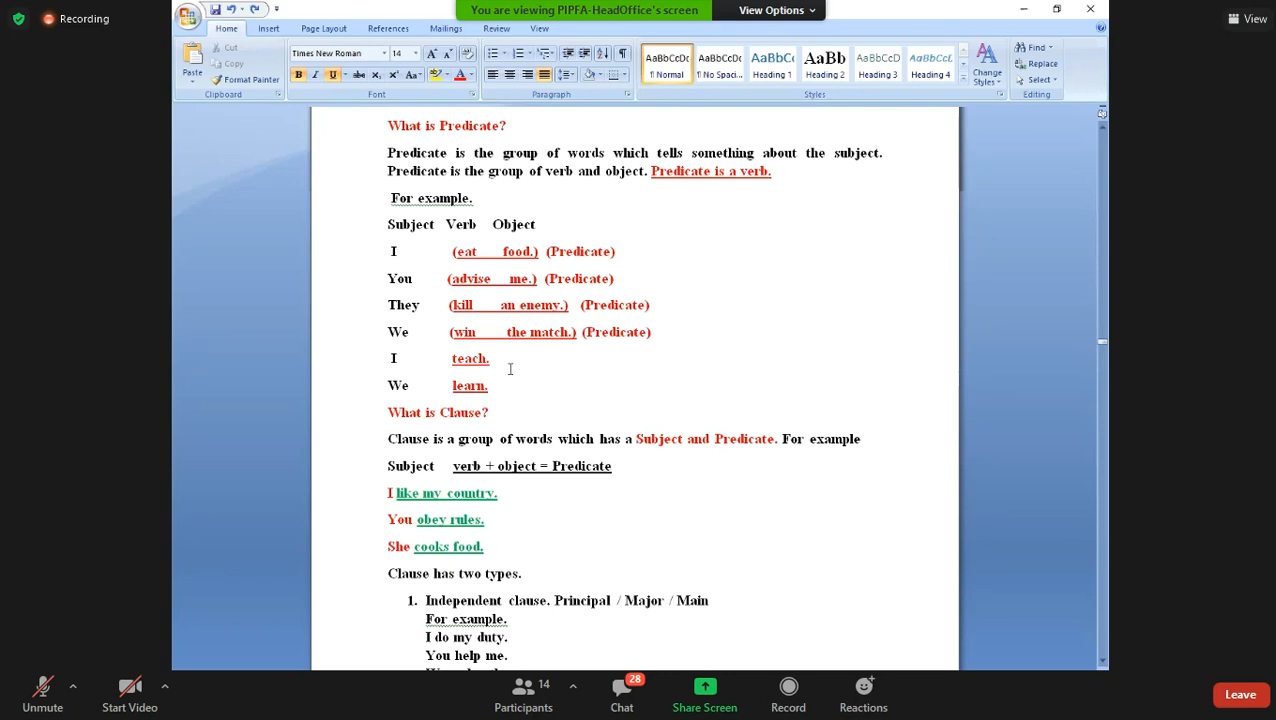 You are viewing PIPFA-HeadOffice's screen
View Options
Recording
View
Home Insert Page Layout References Mailings Review View
Paste
Cut
Copy
Format Painter
Clipboard
Times New Roman 14
B I U abc X₂ X² Aa
Font
Paragraph
AaBbCcDc AaBbCcDc AaBbC AaBb AaBbCcD AaBbCcL
¶ Normal ¶ No Spaci... Heading 1 Heading 2 Heading 3 Heading 4
Change Styles
Styles
Find
Replace
Select
Editing
What is Predicate?
Predicate is the group of words which tells something about the subject.
Predicate is the group of verb and object. Predicate is a verb.
For example.
Subject Verb Object
I (eat food.) (Predicate)
You (advise me.) (Predicate)
They (kill an enemy.) (Predicate)
We (win the match.) (Predicate)
I teach.
We learn.
What is Clause?
Clause is a group of words which has a Subject and Predicate. For example
Subject verb + object = Predicate
I like my country.
You obey rules.
She cooks food.
Clause has two types.
1. Independent clause. Principal / Major / Main
For example.
I do my duty.
You help me.
Unmute
Start Video
14
Participants
28
Chat
Share Screen
Record
Reactions
Leave